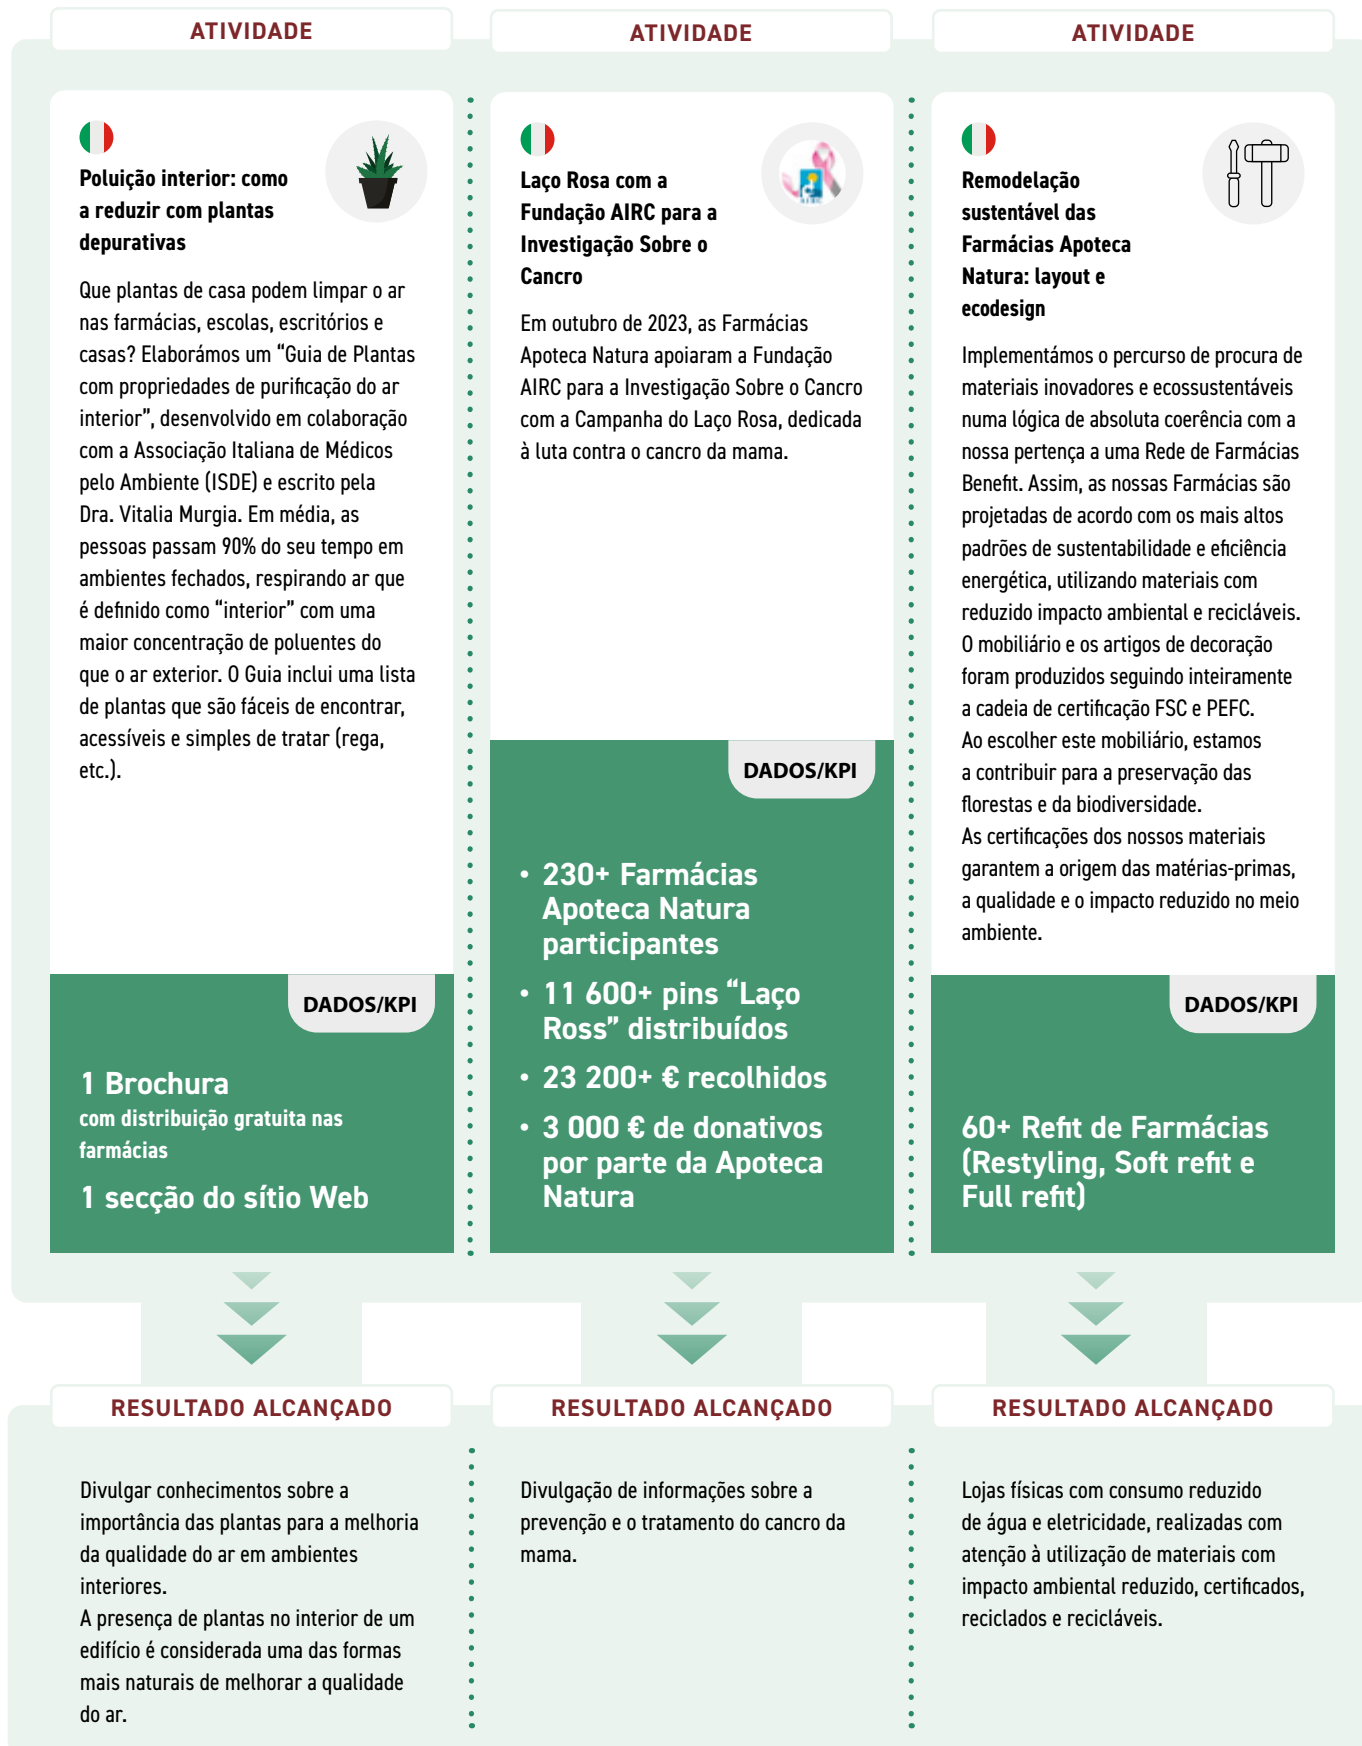 ATIVIDADE
Poluição interior: como
a reduzir com plantas
depurativas
Que plantas de casa podem limpar o ar
nas farmácias, escolas, escritórios e
casas? Elaborámos um “Guia de Plantas
com propriedades de purificação do ar
interior”, desenvolvido em colaboração
com a Associação Italiana de Médicos
pelo Ambiente (ISDE) e escrito pela
Dra. Vitalia Murgia. Em média, as
pessoas passam 90% do seu tempo em
ambientes fechados, respirando ar que
é definido como “interior” com uma
maior concentração de poluentes do
que o ar exterior. O Guia inclui uma lista
de plantas que são fáceis de encontrar,
acessíveis e simples de tratar (rega,
etc.).
DADOS/KPI
1 Brochura
com distribuição gratuita nas
farmácias
1 secção do sítio Web
RESULTADO ALCANÇADO
Divulgar conhecimentos sobre a
importância das plantas para a melhoria
da qualidade do ar em ambientes
interiores.
A presença de plantas no interior de um
edifício é considerada uma das formas
mais naturais de melhorar a qualidade
do ar.
ATIVIDADE
Laço Rosa com a
Fundação AIRC para a
Investigação Sobre o
Cancro
AIRC
Em outubro de 2023, as Farmácias
Apoteca Natura apoiaram a Fundação
AIRC para a Investigação Sobre o Cancro
com a Campanha do Laço Rosa, dedicada
à luta contra o cancro da mama.
DADOS/KPI
• 230+ Farmácias
Apoteca Natura
participantes
• 11 600+ pins “Laço
Ross” distribuídos
• 23 200+ € recolhidos
• 3 000 € de donativos
por parte da Apoteca
Natura
RESULTADO ALCANÇADO
Divulgação de informações sobre a
prevenção e o tratamento do cancro da
mama.
ATIVIDADE
Remodelação
sustentável das
Farmácias Apoteca
Natura: layout e
ecodesign
Implementámos o percurso de procura de
materiais inovadores e ecossustentáveis
numa lógica de absoluta coerência com a
nossa pertença a uma Rede de Farmácias
Benefit. Assim, as nossas Farmácias são
projetadas de acordo com os mais altos
padrões de sustentabilidade e eficiência
energética, utilizando materiais com
reduzido impacto ambiental e recicláveis.
O mobiliário e os artigos de decoração
foram produzidos seguindo inteiramente
a cadeia de certificação FSC e PEFC.
Ao escolher este mobiliário, estamos
a contribuir para a preservação das
florestas e da biodiversidade.
As certificações dos nossos materiais
garantem a origem das matérias-primas,
a qualidade e o impacto reduzido no meio
ambiente.
DADOS/KPI
60+ Refit de Farmácias
(Restyling, Soft refit e
Full refit)
RESULTADO ALCANÇADO
Lojas físicas com consumo reduzido
de água e eletricidade, realizadas com
atenção à utilização de materiais com
impacto ambiental reduzido, certificados,
reciclados e recicláveis.